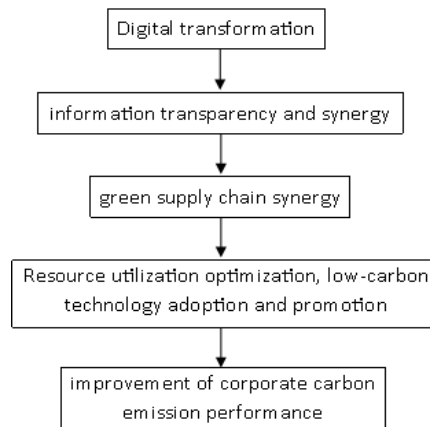 Digital transformation
information transparency and synergy
green supply chain synergy
Resource utilization optimization, low-carbon
technology adoption and promotion
improvement of corporate carbon
emission performance